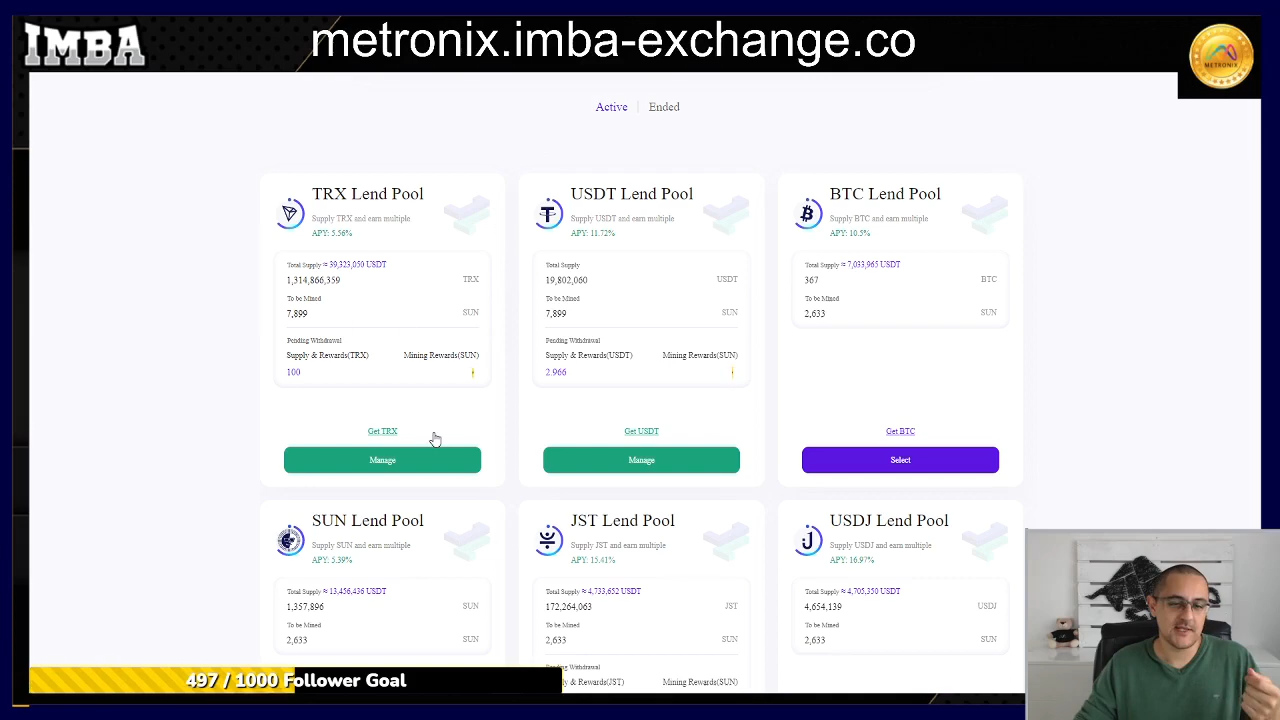 IMBA
metronix.imba-exchange.co
METRONIX
Active | Ended
TRX Lend Pool
Supply TRX and earn multiple
APY: 5.56%
Total Supply ≈ 39,323,050 USDT
1,314,866,359 TRX
To be Mined
7,899 SUN
Pending Withdrawal
Supply & Rewards(TRX) Mining Rewards(SUN)
100
Get TRX
Manage
USDT Lend Pool
Supply USDT and earn multiple
APY: 11.72%
Total Supply
19,802,060 USDT
To be Mined
7,899 SUN
Pending Withdrawal
Supply & Rewards(USDT) Mining Rewards(SUN)
2.966
Get USDT
Manage
BTC Lend Pool
Supply BTC and earn multiple
APY: 10.5%
Total Supply ≈ 7,033,965 USDT
367 BTC
To be Mined
2,633 SUN
Get BTC
Select
SUN Lend Pool
Supply SUN and earn multiple
APY: 5.39%
Total Supply ≈ 13,456,436 USDT
1,357,896 SUN
To be Mined
2,633 SUN
JST Lend Pool
Supply JST and earn multiple
APY: 15.41%
Total Supply ≈ 4,733,652 USDT
172,264,063 JST
To be Mined
2,633 SUN
Pending Withdrawal
ly & Rewards(JST) Mining Rewards(SUN)
USDJ Lend Pool
Supply USDJ and earn multiple
APY: 16.97%
Total Supply ≈ 4,705,350 USDT
4,654,139 USDJ
To be Mined
2,633 SUN
497 / 1000 Follower Goal